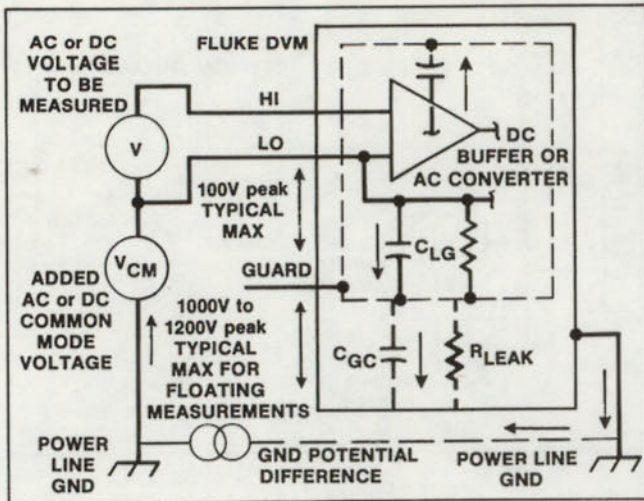 AC or DC
VOLTAGE
TO BE
MEASURED
FLUKE DVM
HI
V
LO
DC
BUFFER OR
AC CONVERTER
100V peak
TYPICAL
MAX
CLG
GUARD
VCM
ADDED
AC or DC
COMMON
MODE
VOLTAGE
1000V to
1200V peak
TYPICAL
MAX FOR
FLOATING
MEASUREMENTS
CGC
RLEAK
POWER
LINE
GND
GND POTENTIAL
DIFFERENCE
POWER LINE
GND